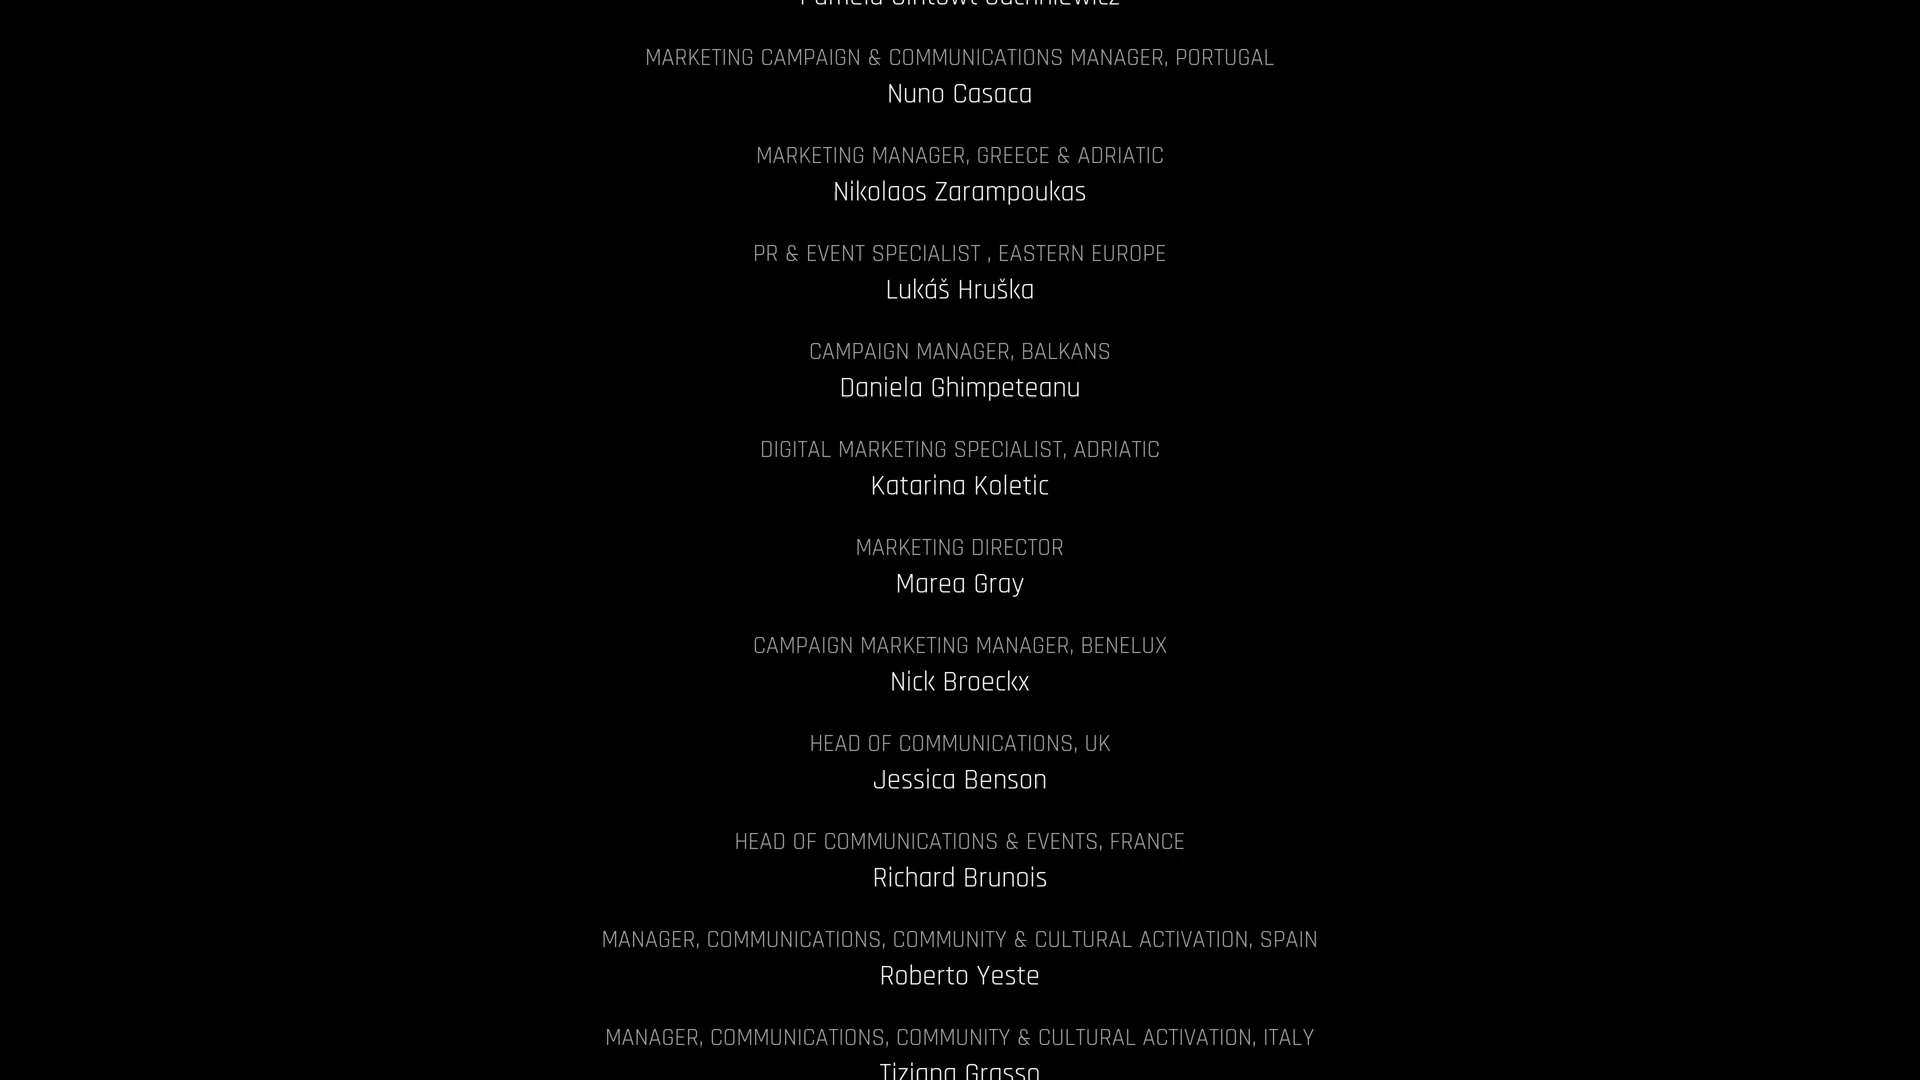 MARKETING CAMPAIGN & COMMUNICATIONS MANAGER, PORTUGAL
Nuno Casaca
MARKETING MANAGER, GREECE & ADRIATIC
Nikolaos Zarampoukas
PR & EVENT SPECIALIST , EASTERN EUROPE
Lukáš Hruška
CAMPAIGN MANAGER, BALKANS
Daniela Ghimpeteanu
DIGITAL MARKETING SPECIALIST, ADRIATIC
Katarina Koletic
MARKETING DIRECTOR
Marea Gray
CAMPAIGN MARKETING MANAGER, BENELUX
Nick Broeckx
HEAD OF COMMUNICATIONS, UK
Jessica Benson
HEAD OF COMMUNICATIONS & EVENTS, FRANCE
Richard Brunois
MANAGER, COMMUNICATIONS, COMMUNITY & CULTURAL ACTIVATION, SPAIN
Roberto Yeste
MANAGER, COMMUNICATIONS, COMMUNITY & CULTURAL ACTIVATION, ITALY
Tiziana Grasso